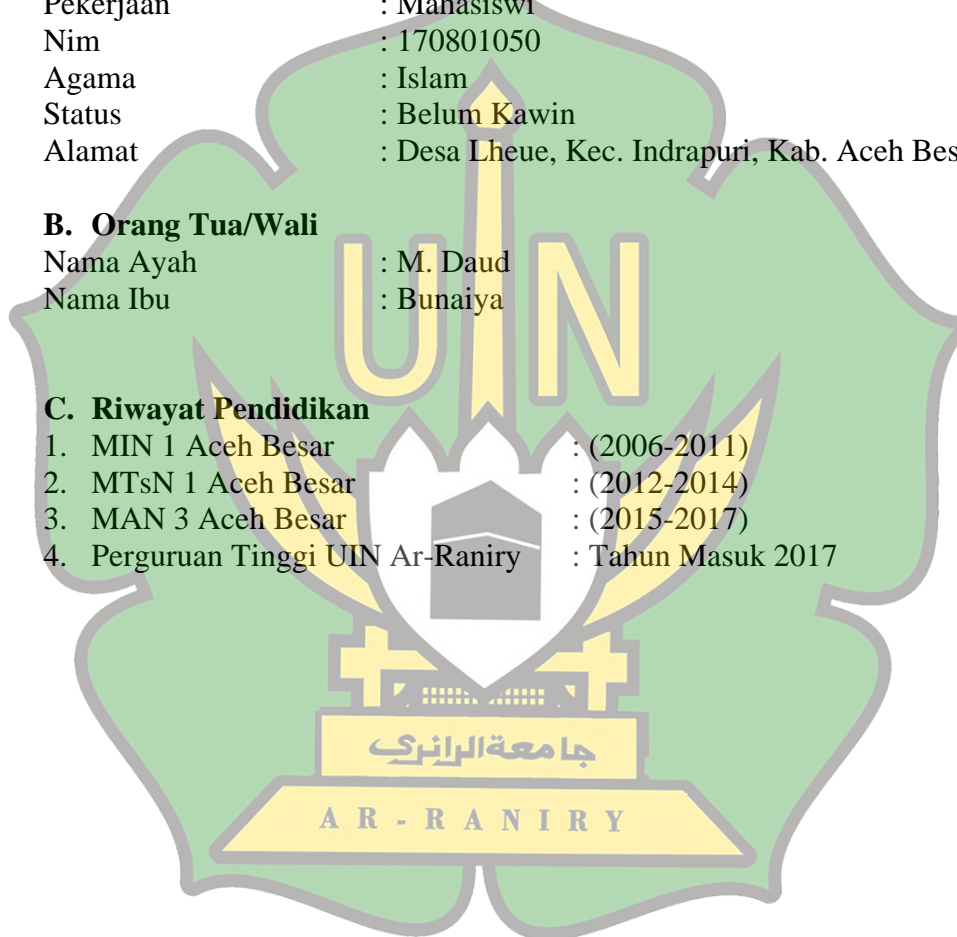 Pekerjaan : Mahasiswi
Nim : 170801050
Agama : Islam
Status : Belum Kawin
Alamat : Desa Lheue, Kec. Indrapuri, Kab. Aceh Bes
B. Orang Tua/Wali
Nama Ayah : M. Daud
Nama Ibu : Bunaiya
UIN
C. Riwayat Pendidikan
1. MIN 1 Aceh Besar : (2006-2011)
2. MTsN 1 Aceh Besar : (2012-2014)
3. MAN 3 Aceh Besar : (2015-2017)
4. Perguruan Tinggi UIN Ar-Raniry : Tahun Masuk 2017
جامعة الرانري
AR-RANIRY